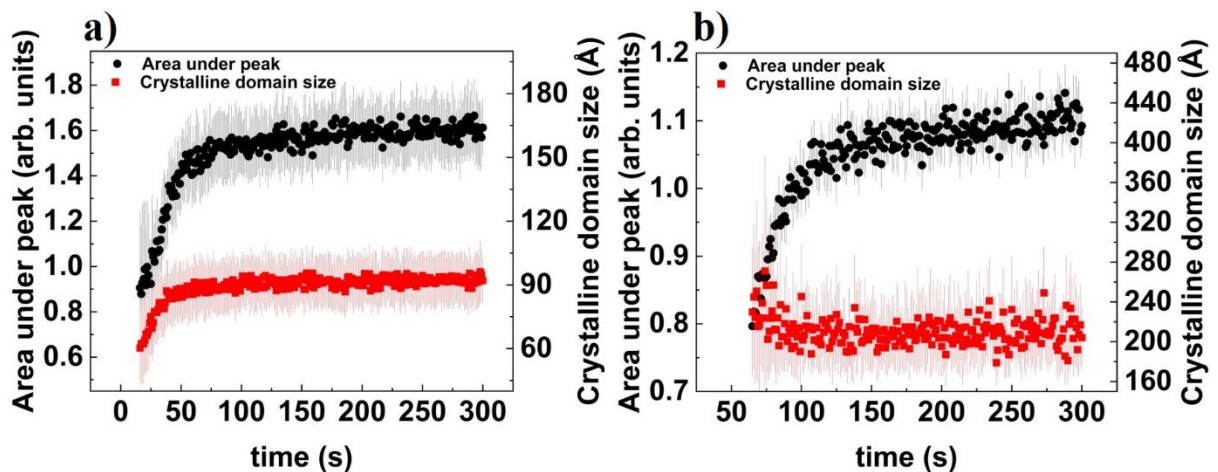 a)
Area under peak (arb. units)
1.8
1.6
1.4
1.2
1.0
0.8
0.6
Area under peak
Crystalline domain size
180
150
120
90
60
Crystalline domain size (Å)
0 50 100 150 200 250 300
time (s)
b)
Area under peak (arb. units)
1.2
1.1
1.0
0.9
0.8
0.7
Area under peak
Crystalline domain size
480
440
400
360
320
280
240
200
160
Crystalline domain size (Å)
50 100 150 200 250 300
time (s)